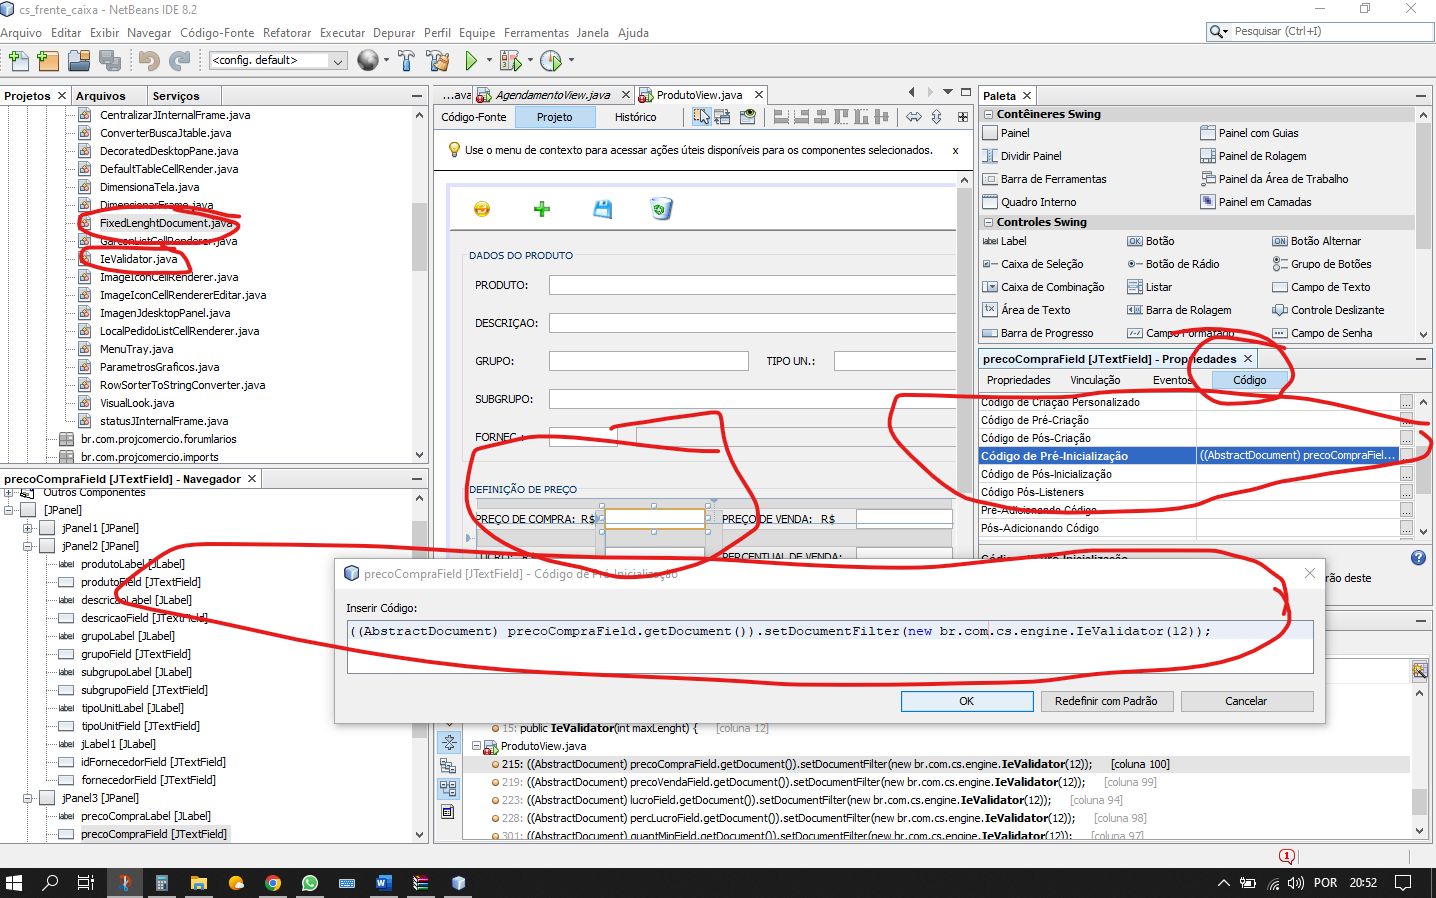 cs_frente_caixa - NetBeans IDE 8.2
Arquivo Editar Exibir Navegar Código-Fonte Refatorar Executar Depurar Perfil Equipe Ferramentas Janela Ajuda
Pesquisar (Ctrl+I)
<config. default>
Projetos Arquivos Serviços
CentralizarJInternalFrame.java
ConverterBuscaJtable.java
DecoratedDesktopPane.java
DefaultTableCellRender.java
DimensionaTela.java
DimensionarFrame.java
FixedLenghtDocument.java
GarconListCellRenderer.java
IeValidator.java
ImageIconCellRenderer.java
ImageIconCellRendererEditar.java
ImagenJdesktopPanel.java
LocalPedidoListCellRenderer.java
MenuTray.java
ParametrosGraficos.java
RowSorterToStringConverter.java
VisualLook.java
statusJInternalFrame.java
br.com.projcomercio.forumlarios
br.com.projcomercio.imports
precoCompraField [JTextField] - Navegador
Outros Componentes
[JPanel]
jPanel1 [JPanel]
jPanel2 [JPanel]
produtoLabel [JLabel]
produtoField [JTextField]
descricaoLabel [JLabel]
descricaoField [JTextField]
grupoLabel [JLabel]
grupoField [JTextField]
subgrupoLabel [JLabel]
subgrupoField [JTextField]
tipoUnitLabel [JLabel]
tipoUnitField [JTextField]
jLabel1 [JLabel]
idFornecedorField [JTextField]
fornecedorField [JTextField]
jPanel3 [JPanel]
precoCompraLabel [JLabel]
precoCompraField [JTextField]
...ava AgendamentoView.java ProdutoView.java
Código-Fonte Projeto Histórico
Use o menu de contexto para acessar ações úteis disponíveis para os componentes selecionados. x
DADOS DO PRODUTO
PRODUTO:
DESCRIÇAO:
GRUPO: TIPO UN.:
SUBGRUPO:
FORNEC.:
DEFINIÇÃO DE PREÇO
PREÇO DE COMPRA: R$ PREÇO DE VENDA: R$
PERCENTUAL DE VENDA:
Paleta
Contêineres Swing
Painel Painel com Guias
Dividir Painel Painel de Rolagem
Barra de Ferramentas Painel da Área de Trabalho
Quadro Interno Painel em Camadas
Controles Swing
label Label OK Botão ON Botão Alternar
Caixa de Seleção Botão de Rádio Grupo de Botões
Caixa de Combinação Listar Campo de Texto
Área de Texto Barra de Rolagem Controle Deslizante
Barra de Progresso Campo Formatado Campo de Senha
precoCompraField [JTextField] - Propriedades
Propriedades Vinculação Eventos Código
Código de Criação Personalizado ...
Código de Pré-Criação ...
Código de Pós-Criação ...
Código de Pré-Inicialização ((AbstractDocument) precoCompraFiel... ...
Código de Pós-Inicialização ...
Código Pós-Listeners ...
Pré-Adicionando Código ...
Pós-Adicionando Código ...
precoCompraField [JTextField] - Código de Pré-Inicialização
Inserir Código:
((AbstractDocument) precoCompraField.getDocument()).setDocumentFilter(new br.com.cs.engine.IeValidator(12));
OK Redefinir com Padrão Cancelar
15: public IeValidator(int maxLenght) { [coluna 12]
ProdutoView.java
215: ((AbstractDocument) precoCompraField.getDocument()).setDocumentFilter(new br.com.cs.engine.IeValidator(12)); [coluna 100]
219: ((AbstractDocument) precoVendaField.getDocument()).setDocumentFilter(new br.com.cs.engine.IeValidator(12)); [coluna 99]
223: ((AbstractDocument) lucroField.getDocument()).setDocumentFilter(new br.com.cs.engine.IeValidator(12)); [coluna 94]
228: ((AbstractDocument) percLucroField.getDocument()).setDocumentFilter(new br.com.cs.engine.IeValidator(12)); [coluna 98]
301: ((AbstractDocument) quantMinField.getDocument()).setDocumentFilter(new br.com.cs.engine.IeValidator(12)); [coluna 97]
1
POR 20:52